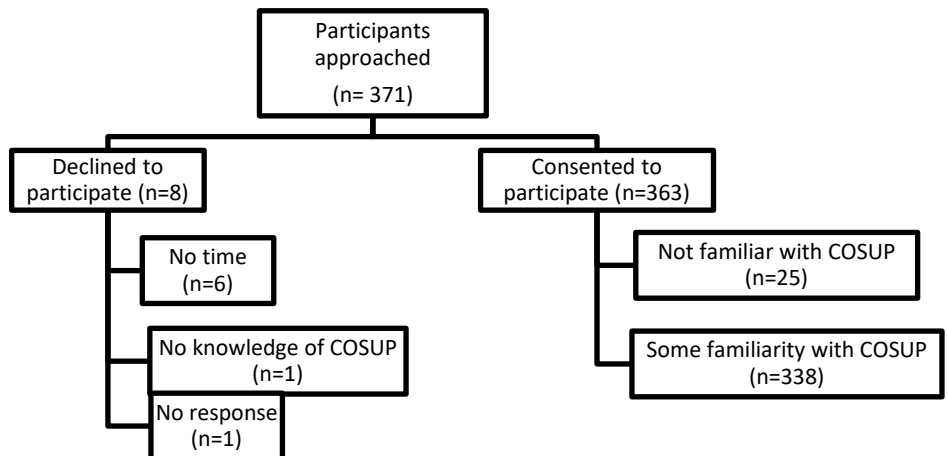 Participants
approached
(n= 371)
Declined to
participate (n=8)
Consented to
participate (n=363)
No time
(n=6)
No knowledge of COSUP
(n=1)
No response
(n=1)
Not familiar with COSUP
(n=25)
Some familiarity with COSUP
(n=338)